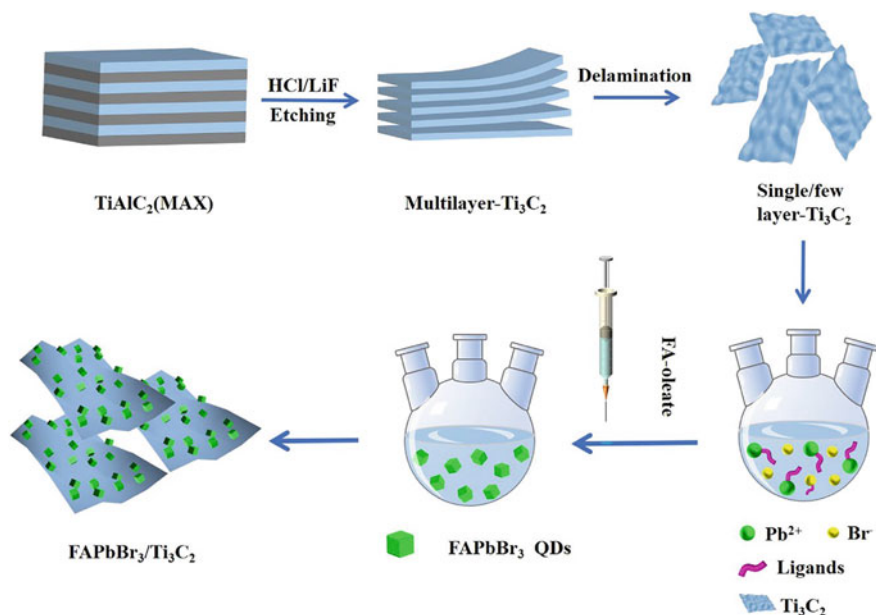 HCl/LiF
Etching
Delamination
TiAlC₂(MAX)
Multilayer-Ti₃C₂
Single/few
layer-Ti₃C₂
FA-oleate
FAPbBr₃/Ti₃C₂
FAPbBr₃ QDs
Pb²⁺
Br⁻
Ligands
Ti₃C₂